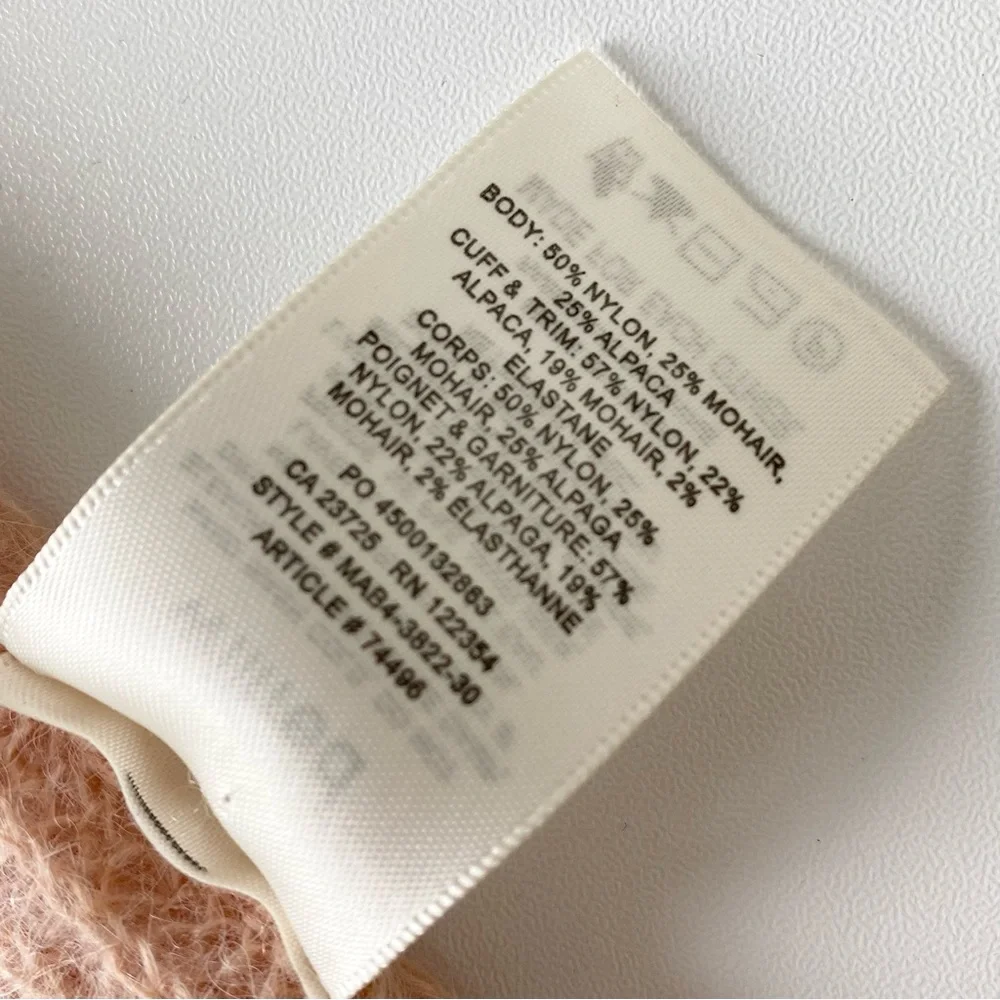 BODY: 50% NYLON, 25% MOHAIR,
25% ALPACA
CUFF & TRIM: 57% NYLON, 22%
ALPACA, 19% MOHAIR, 2%
ELASTANE
CORPS: 50% NYLON, 25%
MOHAIR, 25% ALPAGA
POIGNET & GARNITURE: 57%
NYLON, 22% ALPAGA, 19%
MOHAIR, 2% ÉLASTHANNE
PO 4500132863
CA 23725 RN 122354
STYLE # MAB4-3822-30
ARTICLE # 74496